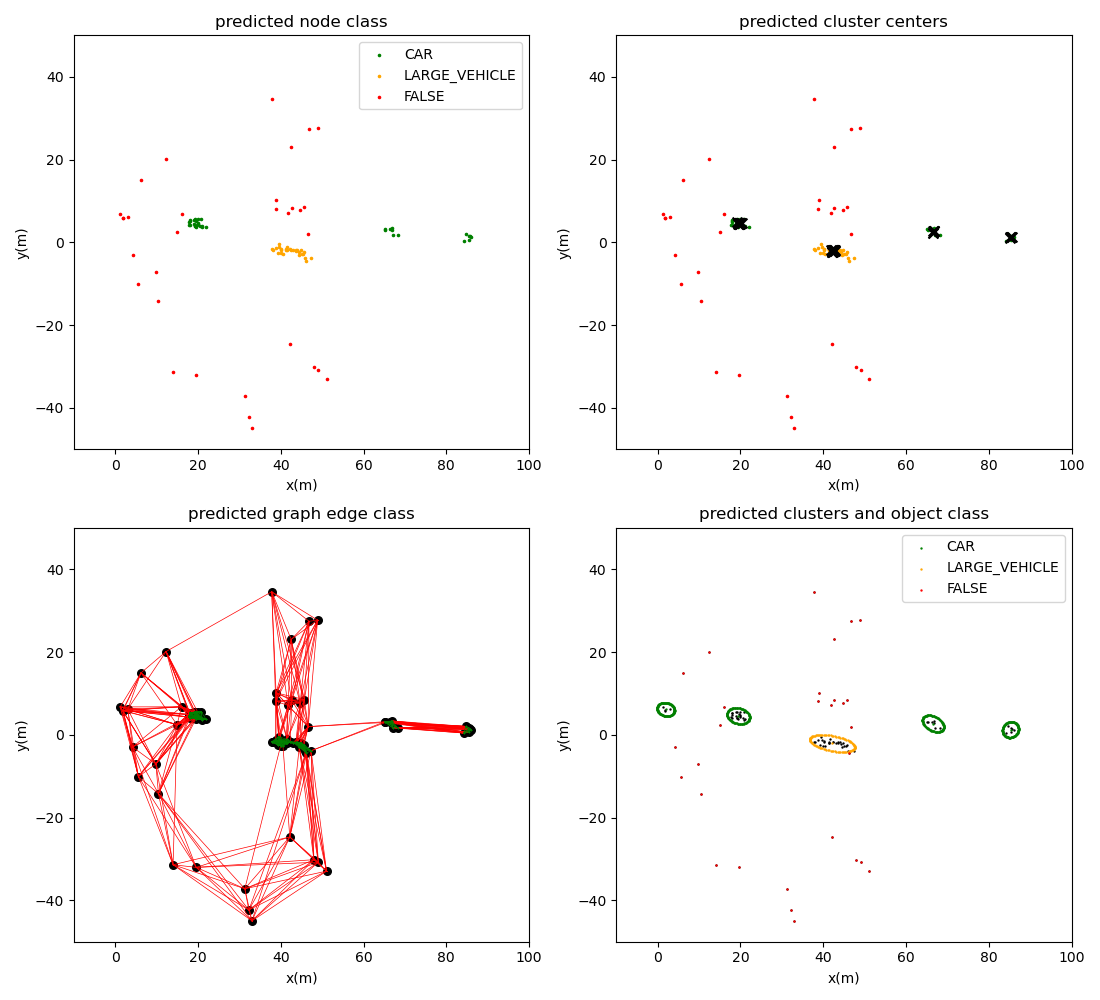 predicted node class
CAR
LARGE_VEHICLE
FALSE
40
20
0
−20
−40
y(m)
0 20 40 60 80 100
x(m)
predicted cluster centers
40
20
0
−20
−40
y(m)
0 20 40 60 80 100
x(m)
predicted graph edge class
40
20
0
−20
−40
y(m)
0 20 40 60 80 100
x(m)
predicted clusters and object class
CAR
LARGE_VEHICLE
FALSE
40
20
0
−20
−40
y(m)
0 20 40 60 80 100
x(m)